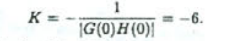 K = - 1 / |G(0)H(0)| = -6.